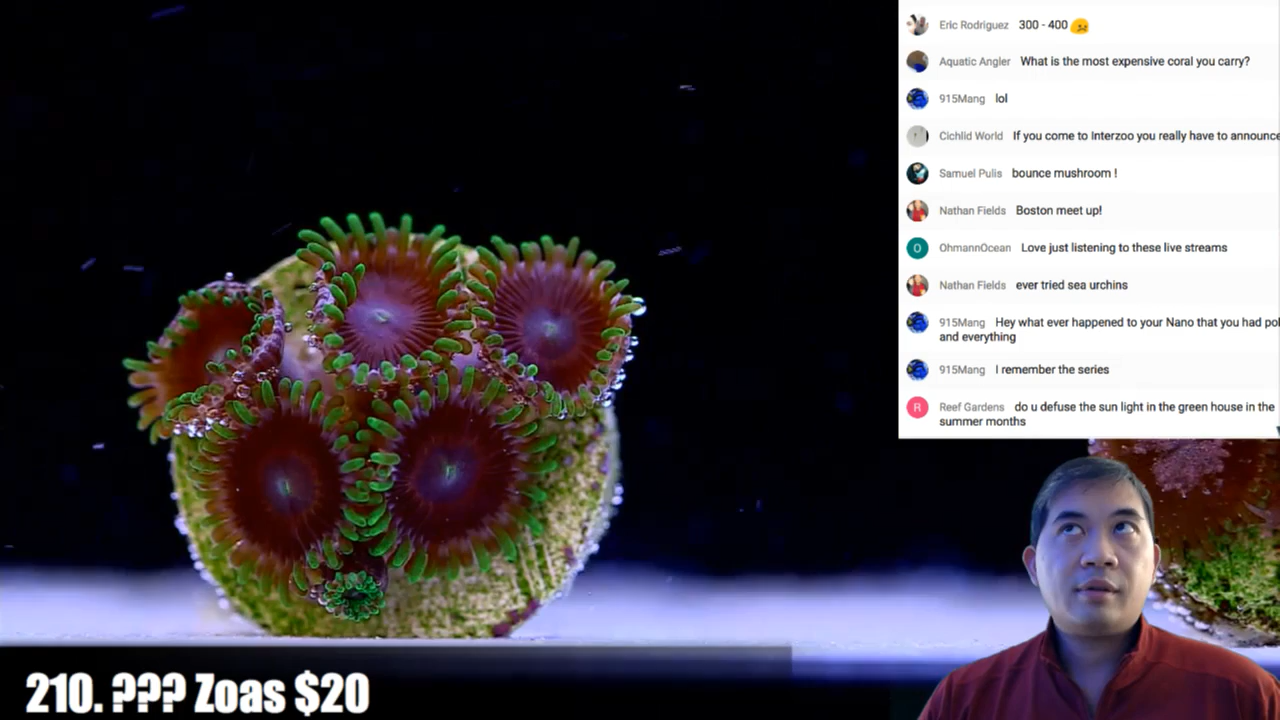 Eric Rodriguez 300 - 400
Aquatic Angler What is the most expensive coral you carry?
915Mang lol
Cichlid World If you come to Interzoo you really have to announce
Samuel Pulis bounce mushroom !
Nathan Fields Boston meet up!
O OhmannOcean Love just listening to these live streams
Nathan Fields ever tried sea urchins
915Mang Hey what ever happened to your Nano that you had
and everything
915Mang I remember the series
R Reef Gardens do u defuse the sun light in the green house in the
summer months
210. ??? Zoas $20